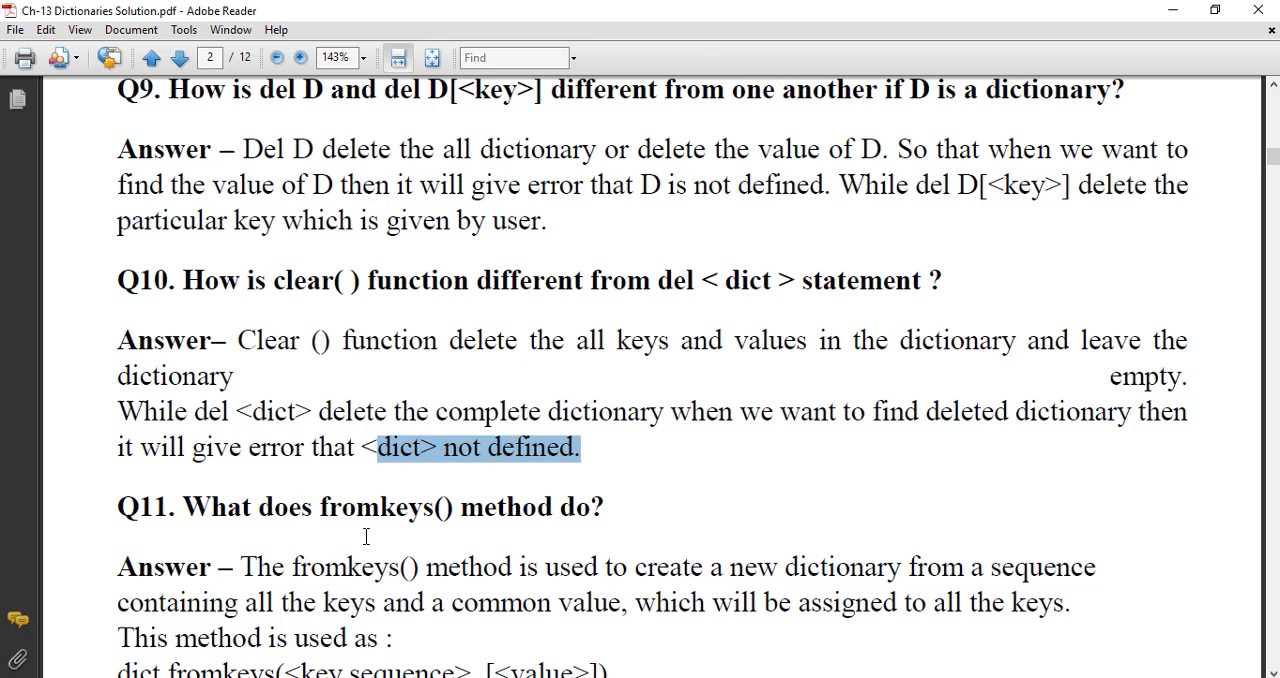 Ch-13 Dictionaries Solution.pdf - Adobe Reader
File Edit View Document Tools Window Help
2 / 12 143% Find
Q9. How is del D and del D[<key>] different from one another if D is a dictionary?
Answer – Del D delete the all dictionary or delete the value of D. So that when we want to
find the value of D then it will give error that D is not defined. While del D[<key>] delete the
particular key which is given by user.
Q10. How is clear( ) function different from del < dict > statement ?
Answer– Clear () function delete the all keys and values in the dictionary and leave the
dictionary empty.
While del <dict> delete the complete dictionary when we want to find deleted dictionary then
it will give error that <dict> not defined.
Q11. What does fromkeys() method do?
Answer – The fromkeys() method is used to create a new dictionary from a sequence
containing all the keys and a common value, which will be assigned to all the keys.
This method is used as :
dict.fromkeys(<key sequence>, [<value>])